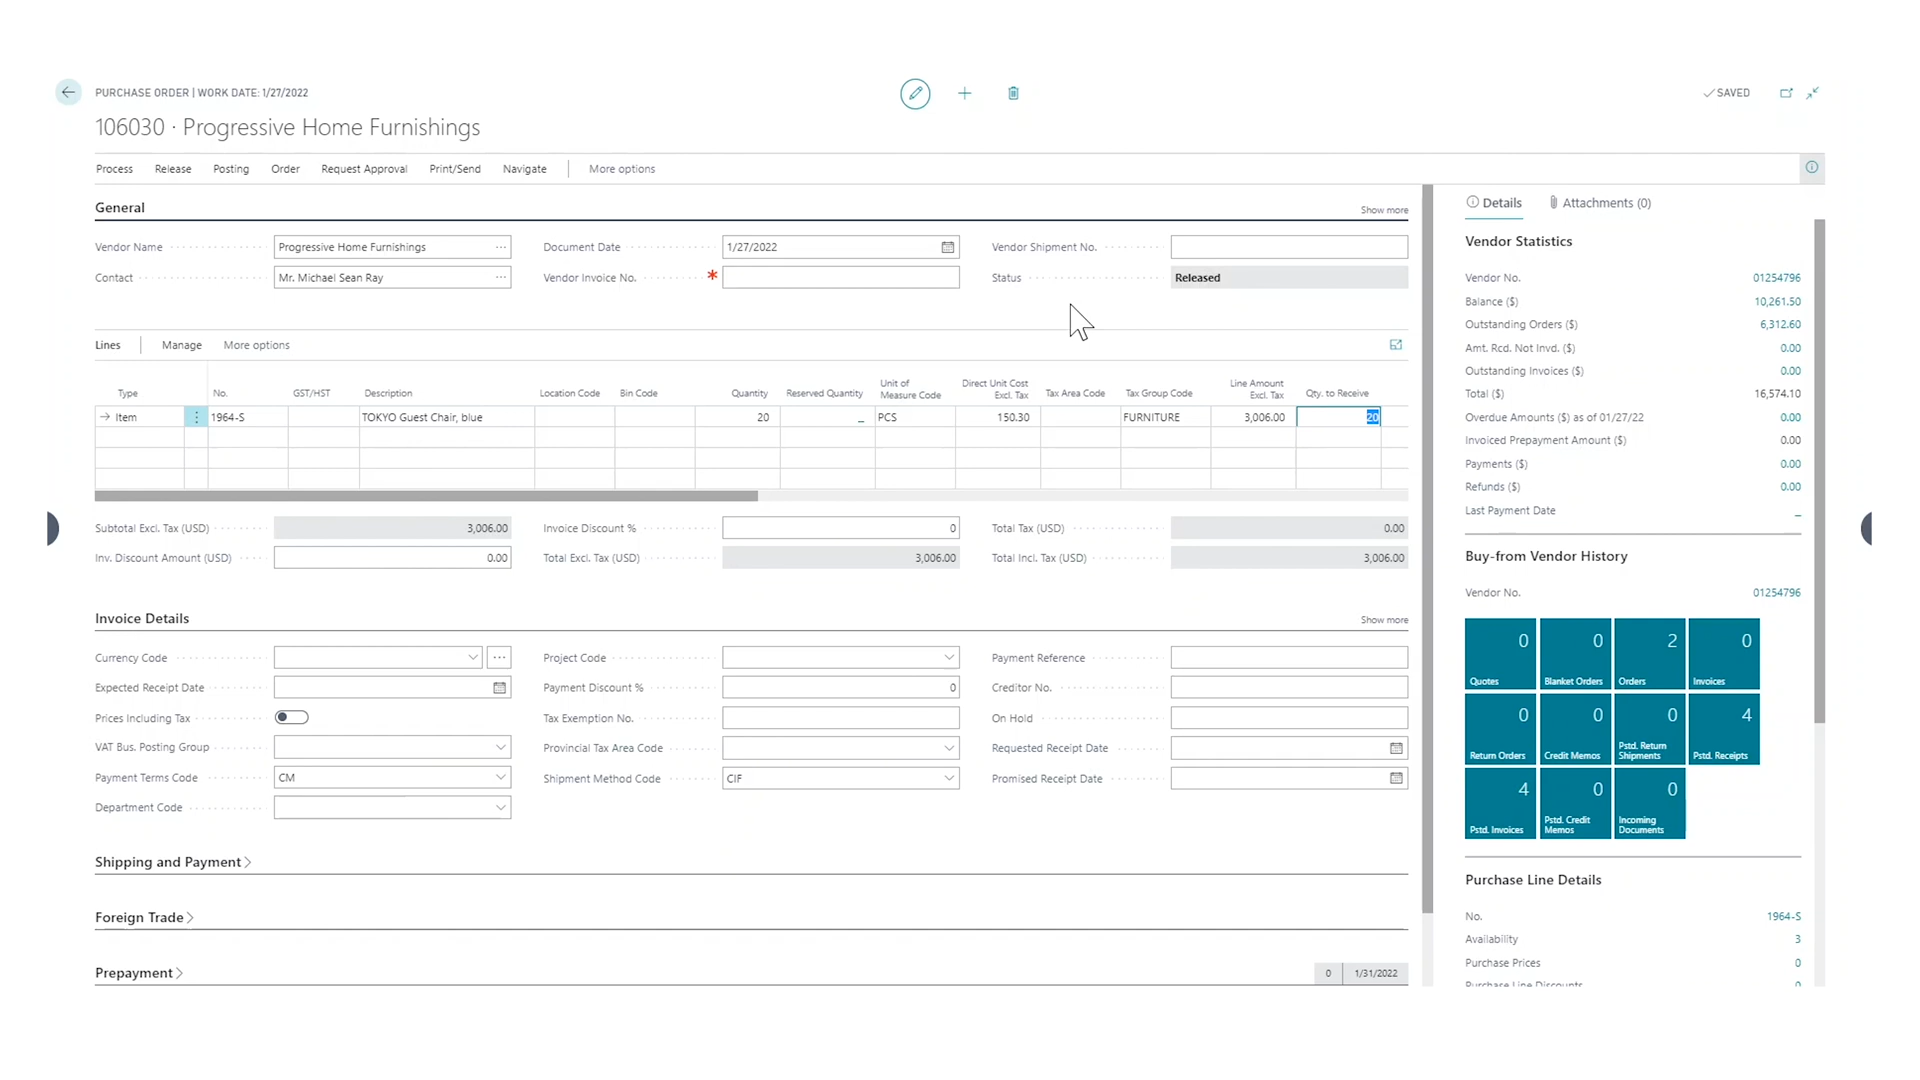 PURCHASE ORDER | WORK DATE: 1/27/2022
✓SAVED
106030 · Progressive Home Furnishings
Process Release Posting Order Request Approval Print/Send Navigate More options
General Show more
Vendor Name Progressive Home Furnishings
Contact Mr. Michael Sean Ray
Document Date 1/27/2022
Vendor Invoice No. *
Vendor Shipment No.
Status Released
Lines Manage More options
Type No. GST/HST Description Location Code Bin Code Quantity Reserved Quantity Unit of Measure Code Direct Unit Cost Excl. Tax Tax Area Code Tax Group Code Line Amount Excl. Tax Qty. to Receive
Item 1964-S TOKYO Guest Chair, blue 20 _ PCS 150.30 FURNITURE 3,006.00 20
Subtotal Excl. Tax (USD) 3,006.00
Inv. Discount Amount (USD) 0.00
Invoice Discount % 0
Total Excl. Tax (USD) 3,006.00
Total Tax (USD) 0.00
Total Incl. Tax (USD) 3,006.00
Invoice Details Show more
Currency Code
Expected Receipt Date
Prices Including Tax
VAT Bus. Posting Group
Payment Terms Code CM
Department Code
Project Code
Payment Discount % 0
Tax Exemption No.
Provincial Tax Area Code
Shipment Method Code CIF
Payment Reference
Creditor No.
On Hold
Requested Receipt Date
Promised Receipt Date
Shipping and Payment
Foreign Trade
Prepayment 0 1/31/2022
Details Attachments (0)
Vendor Statistics
Vendor No. 01254796
Balance ($) 10,261.50
Outstanding Orders ($) 6,312.60
Amt. Rcd. Not Invd. ($) 0.00
Outstanding Invoices ($) 0.00
Total ($) 16,574.10
Overdue Amounts ($) as of 01/27/22 0.00
Invoiced Prepayment Amount ($) 0.00
Payments ($) 0.00
Refunds ($) 0.00
Last Payment Date _
Buy-from Vendor History
Vendor No. 01254796
0 Quotes
0 Blanket Orders
2 Orders
0 Invoices
0 Return Orders
0 Credit Memos
0 Pstd. Return Shipments
4 Pstd. Receipts
4 Pstd. Invoices
0 Pstd. Credit Memos
0 Incoming Documents
Purchase Line Details
No. 1964-S
Availability 3
Purchase Prices 0
Purchase Line Discounts 0